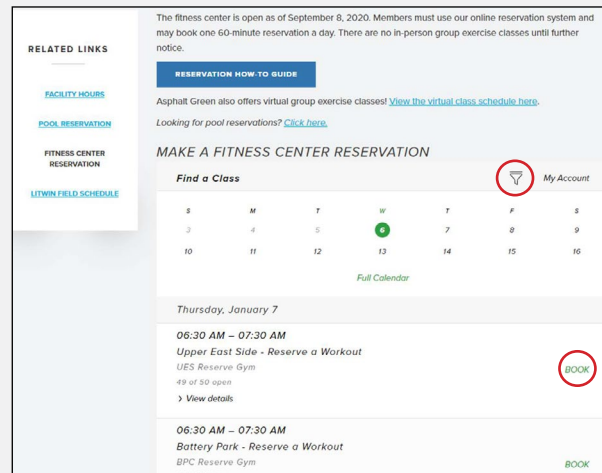 The fitness center is open as of September 8, 2020. Members must use our online reservation system and
may book one 60-minute reservation a day. There are no in-person group exercise classes until further
notice.
RELATED LINKS
FACILITY HOURS
POOL RESERVATION
FITNESS CENTER
RESERVATION
LITWIN FIELD SCHEDULE
RESERVATION HOW-TO GUIDE
Asphalt Green also offers virtual group exercise classes! View the virtual class schedule here.
Looking for pool reservations? Click here.
MAKE A FITNESS CENTER RESERVATION
Find a Class My Account
S M T W T F S
3 4 5 6 7 8 9
10 11 12 13 14 15 16
Full Calendar
Thursday, January 7
06:30 AM – 07:30 AM
Upper East Side - Reserve a Workout
UES Reserve Gym BOOK
49 of 50 open
> View details
06:30 AM – 07:30 AM
Battery Park - Reserve a Workout
BPC Reserve Gym BOOK